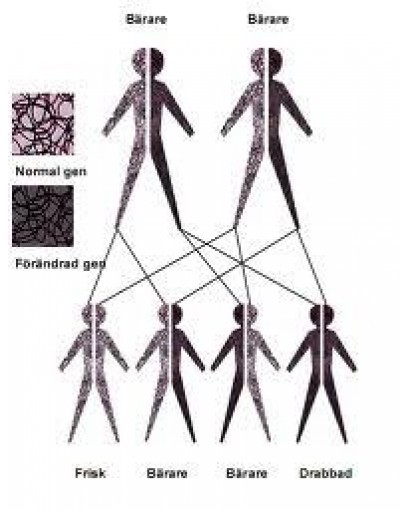 Bärare
Bärare
Normal gen
Förändrad gen
Frisk
Bärare
Bärare
Drabbad